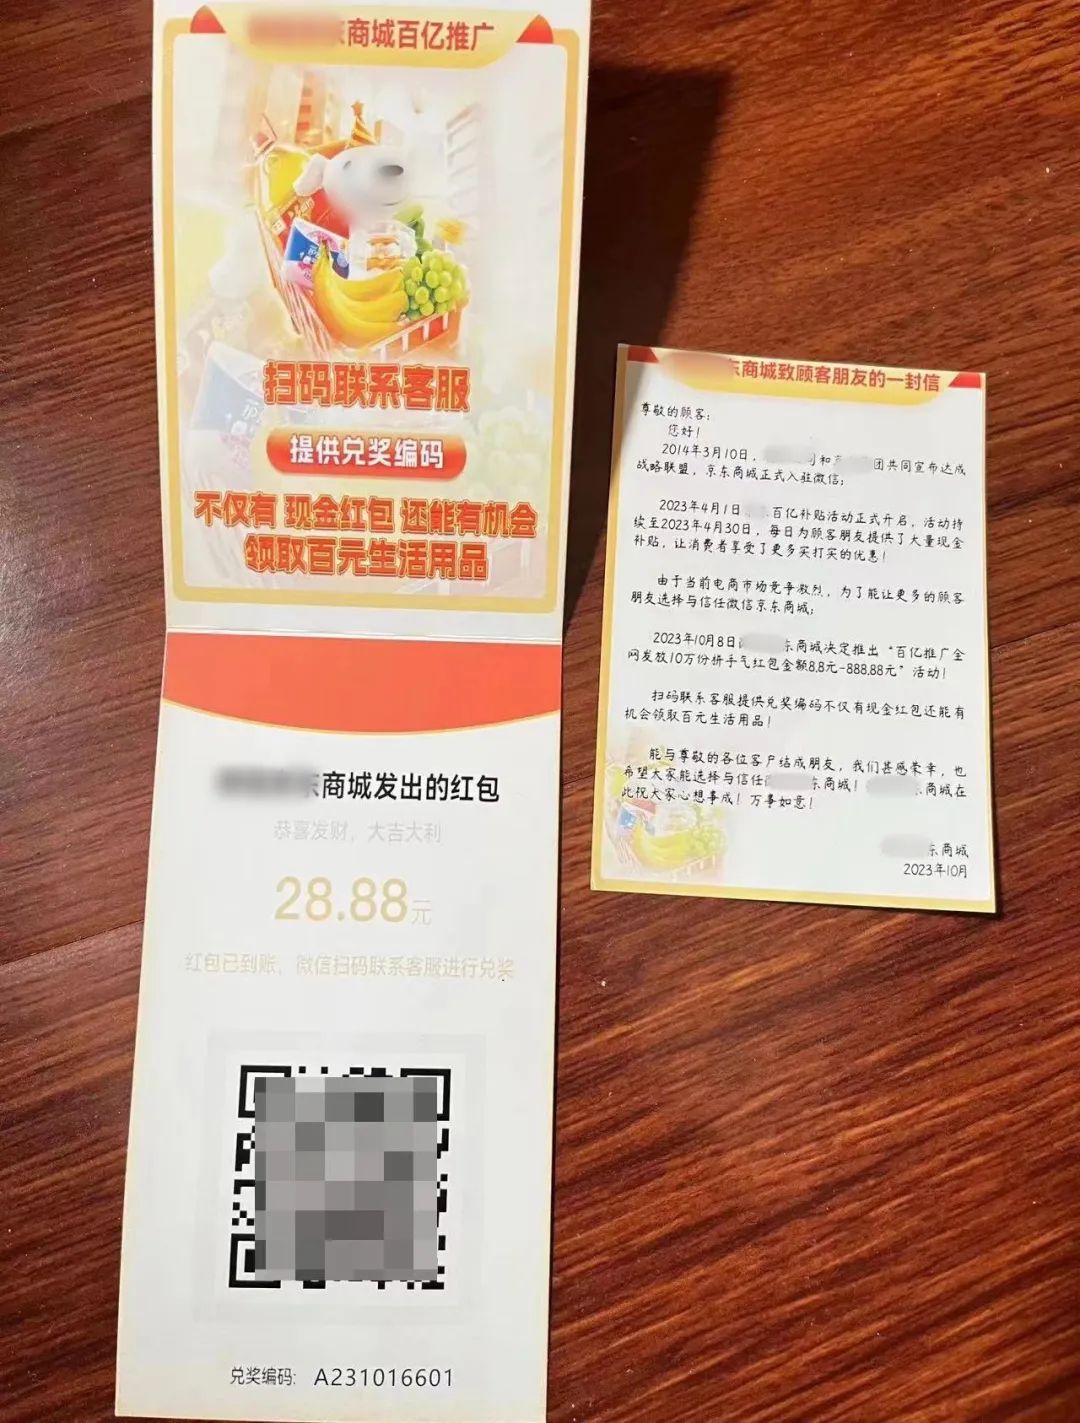 商城百亿推广
扫码联系客服
提供兑奖编码
不仅有 现金红包 还能有机会
领取百元生活用品
商城发出的红包
恭喜发财，大吉大利
28.88元
红包已到账，微信扫码联系客服进行兑奖
兑奖编码: A231016601
东商城致顾客朋友的一封信
尊敬的顾客：
您好！
2014年3月10日，司和 团共同宣布达成
战略联盟，京东商城正式入驻微信；
2023年4月1日 百亿补贴活动正式开启，活动持
续至2023年4月30日，每日为顾客朋友提供了大量现金
补贴，让消费者享受了更多买打买的优惠！
由于当前电商市场竞争激烈，为了能让更多的顾客
朋友选择与信任微信京东商城；
2023年10月8日 东商城决定推出“百亿推广全
网发放10万份拼手气红包金额8.8元-888.88元”活动！
扫码联系客服提供兑奖编码不仅有现金红包还能有
机会领取百元生活用品！
能与尊敬的各位客户结成朋友，我们甚感荣幸，也
希望大家能选择与信任 东商城！ 东商城在
此祝大家心想事成！万事如意！
东商城
2023年10月